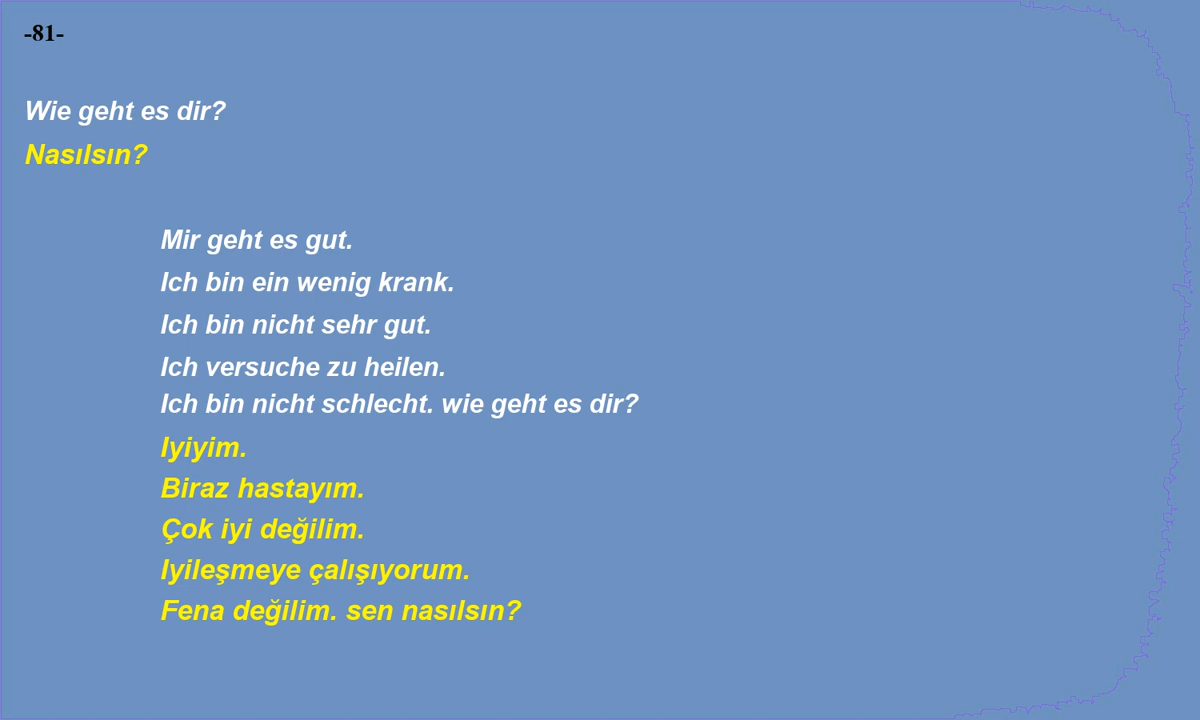 -81-
Wie geht es dir?
Nasılsın?
Mir geht es gut.
Ich bin ein wenig krank.
Ich bin nicht sehr gut.
Ich versuche zu heilen.
Ich bin nicht schlecht. wie geht es dir?
Iyiyim.
Biraz hastayım.
Çok iyi değilim.
Iyileşmeye çalışıyorum.
Fena değilim. sen nasılsın?